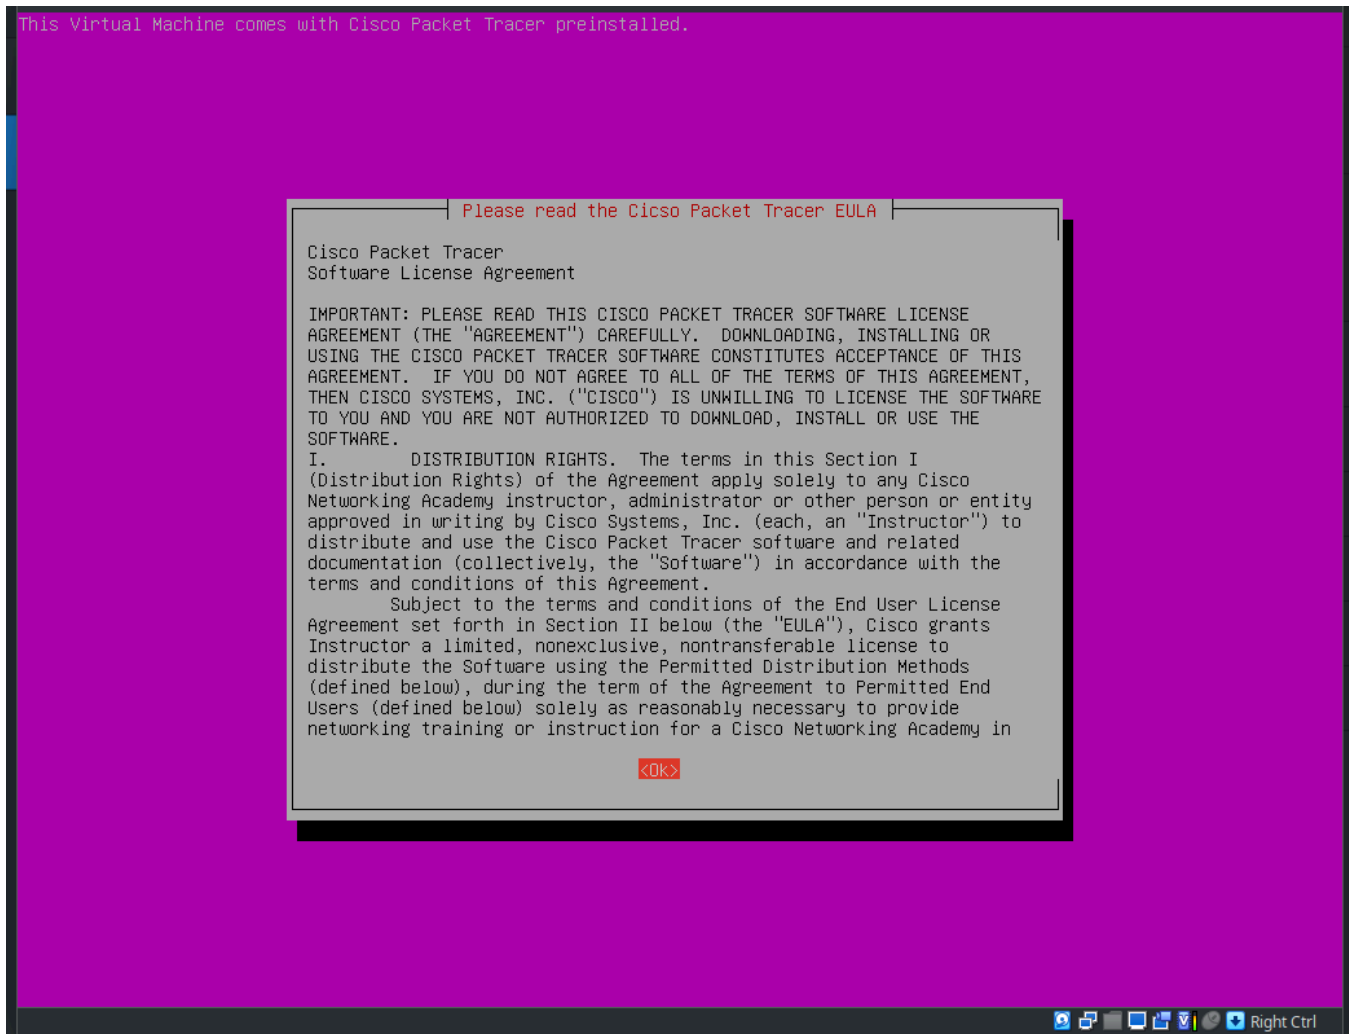 This Virtual Machine comes with Cisco Packet Tracer preinstalled.
Please read the Cicso Packet Tracer EULA
Cisco Packet Tracer
Software License Agreement
IMPORTANT: PLEASE READ THIS CISCO PACKET TRACER SOFTWARE LICENSE
AGREEMENT (THE "AGREEMENT") CAREFULLY.  DOWNLOADING, INSTALLING OR
USING THE CISCO PACKET TRACER SOFTWARE CONSTITUTES ACCEPTANCE OF THIS
AGREEMENT.  IF YOU DO NOT AGREE TO ALL OF THE TERMS OF THIS AGREEMENT,
THEN CISCO SYSTEMS, INC. ("CISCO") IS UNWILLING TO LICENSE THE SOFTWARE
TO YOU AND YOU ARE NOT AUTHORIZED TO DOWNLOAD, INSTALL OR USE THE
SOFTWARE.
I.        DISTRIBUTION RIGHTS.  The terms in this Section I
(Distribution Rights) of the Agreement apply solely to any Cisco
Networking Academy instructor, administrator or other person or entity
approved in writing by Cisco Systems, Inc. (each, an "Instructor") to
distribute and use the Cisco Packet Tracer software and related
documentation (collectively, the "Software") in accordance with the
terms and conditions of this Agreement.
Subject to the terms and conditions of the End User License
Agreement set forth in Section II below (the "EULA"), Cisco grants
Instructor a limited, nonexclusive, nontransferable license to
distribute the Software using the Permitted Distribution Methods
(defined below), during the term of the Agreement to Permitted End
Users (defined below) solely as reasonably necessary to provide
networking training or instruction for a Cisco Networking Academy in
<Ok>
Right Ctrl